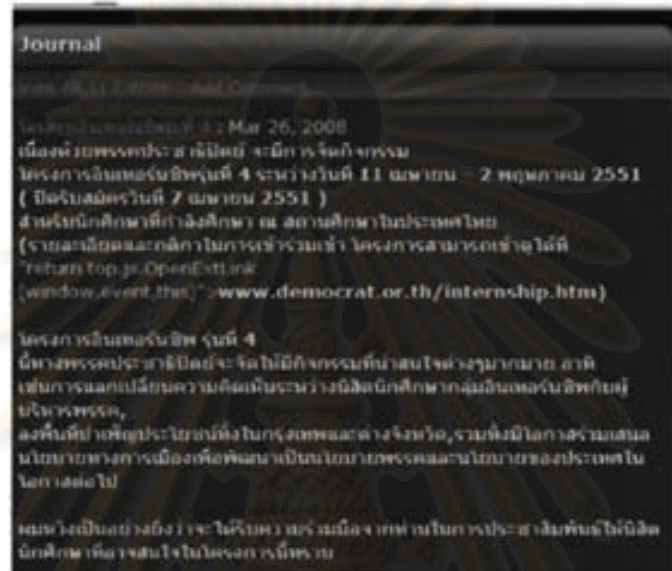 Journal
Add Comment
: Mar 26, 2008
เนื่องด้วยพรรคประชาธิปัตย์ จะมีการจัดกิจกรรม
โครงการอินเทอร์นชิพรุ่นที่ 4 ระหว่างวันที่ 11 เมษายน - 2 พฤษภาคม 2551
( ปิดรับสมัครวันที่ 7 เมษายน 2551 )
สำหรับนักศึกษาที่กำลังศึกษา ณ สถานศึกษาในประเทศไทย
(รายละเอียดและกติกาในการเข้าร่วมเข้า โครงการสามารถเข้าดูได้ที่
"return top.js.OpenExtLink
(window,event,this)">www.democrat.or.th/internship.htm)
โครงการอินเทอร์นชิพ รุ่นที่ 4
นี้ทางพรรคประชาธิปัตย์จะจัดให้มีกิจกรรมที่น่าสนใจต่างๆมากมาย อาทิ
เช่นการแลกเปลี่ยนความคิดเห็นระหว่างนิสิตนักศึกษากลุ่มอินเทอร์นชิพกับผู้
บริหารพรรค,
ลงพื้นที่บำเพ็ญประโยชน์ทั้งในกรุงเทพและต่างจังหวัด,รวมทั้งมีโอกาสร่วมเสนอ
นโยบายทางการเมืองเพื่อพัฒนาเป็นนโยบายพรรคและนโยบายของประเทศใน
โอกาสต่อไป
ผมหวังเป็นอย่างยิ่งว่าจะได้รับความร่วมมือจากท่านในการประชาสัมพันธ์ให้นิสิต
นักศึกษาที่อาจสนใจในโครงการนี้ทราบ